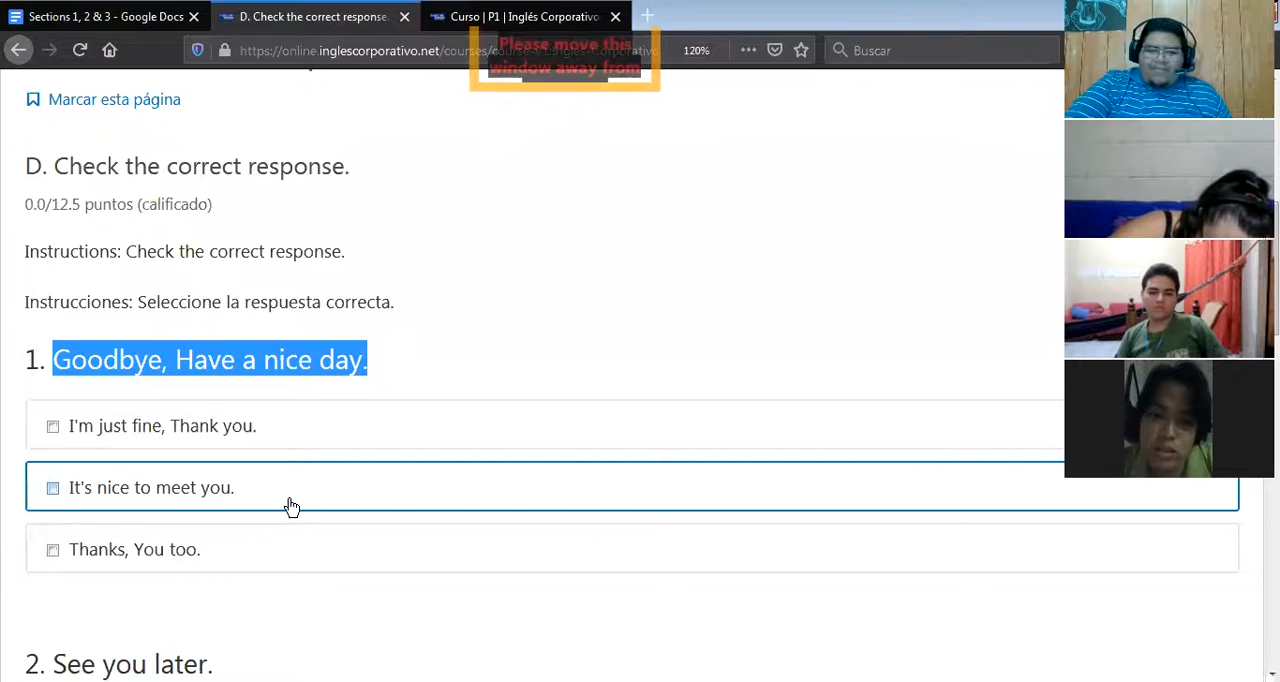 Sections 1, 2 & 3 - Google Docs
D. Check the correct response.
Curso | P1 | Inglés Corporativo
https://online.inglescorporativo.net/courses/
120%
Buscar
Please move this
window away from
Marcar esta página
D. Check the correct response.
0.0/12.5 puntos (calificado)
Instructions: Check the correct response.
Instrucciones: Seleccione la respuesta correcta.
1. Goodbye, Have a nice day.
I'm just fine, Thank you.
It's nice to meet you.
Thanks, You too.
2. See you later.